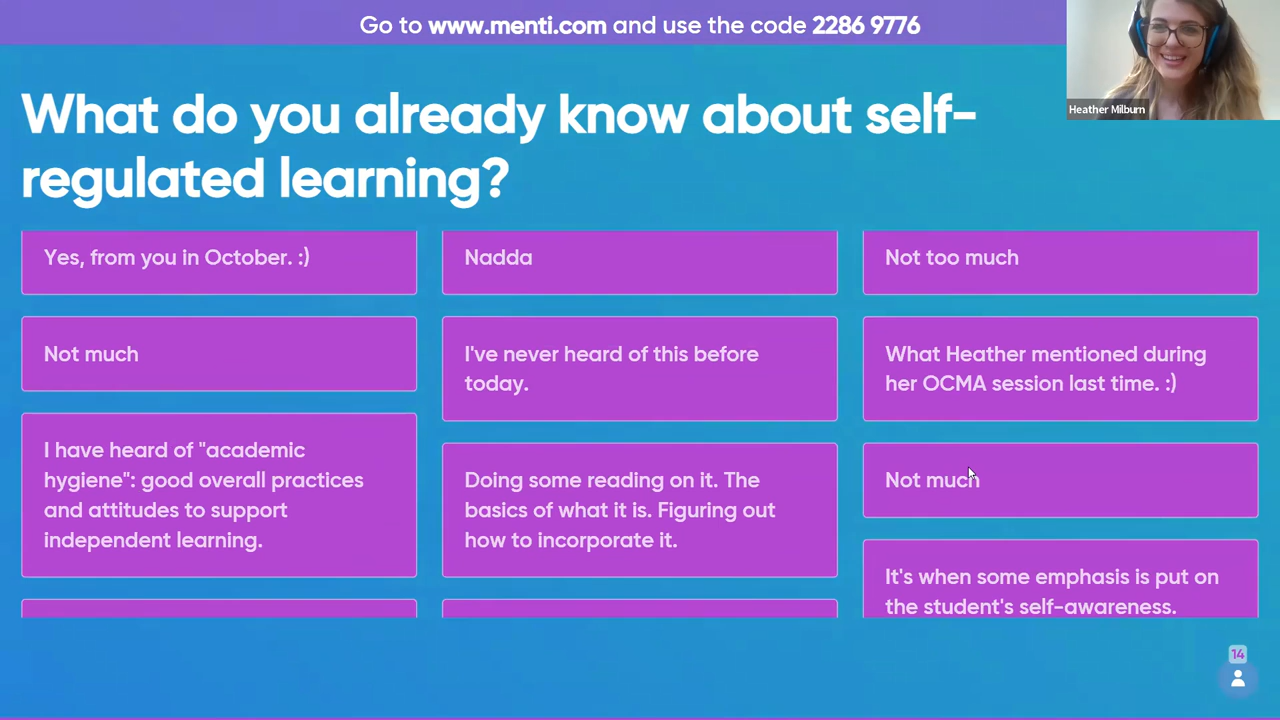 Go to www.menti.com and use the code 2286 9776
Heather Milburn
What do you already know about self-
regulated learning?
Yes, from you in October. :)
Not much
I have heard of "academic
hygiene": good overall practices
and attitudes to support
independent learning.
Nadda
I've never heard of this before
today.
Doing some reading on it. The
basics of what it is. Figuring out
how to incorporate it.
Not too much
What Heather mentioned during
her OCMA session last time. :)
Not much
It's when some emphasis is put on
the student's self-awareness.
14